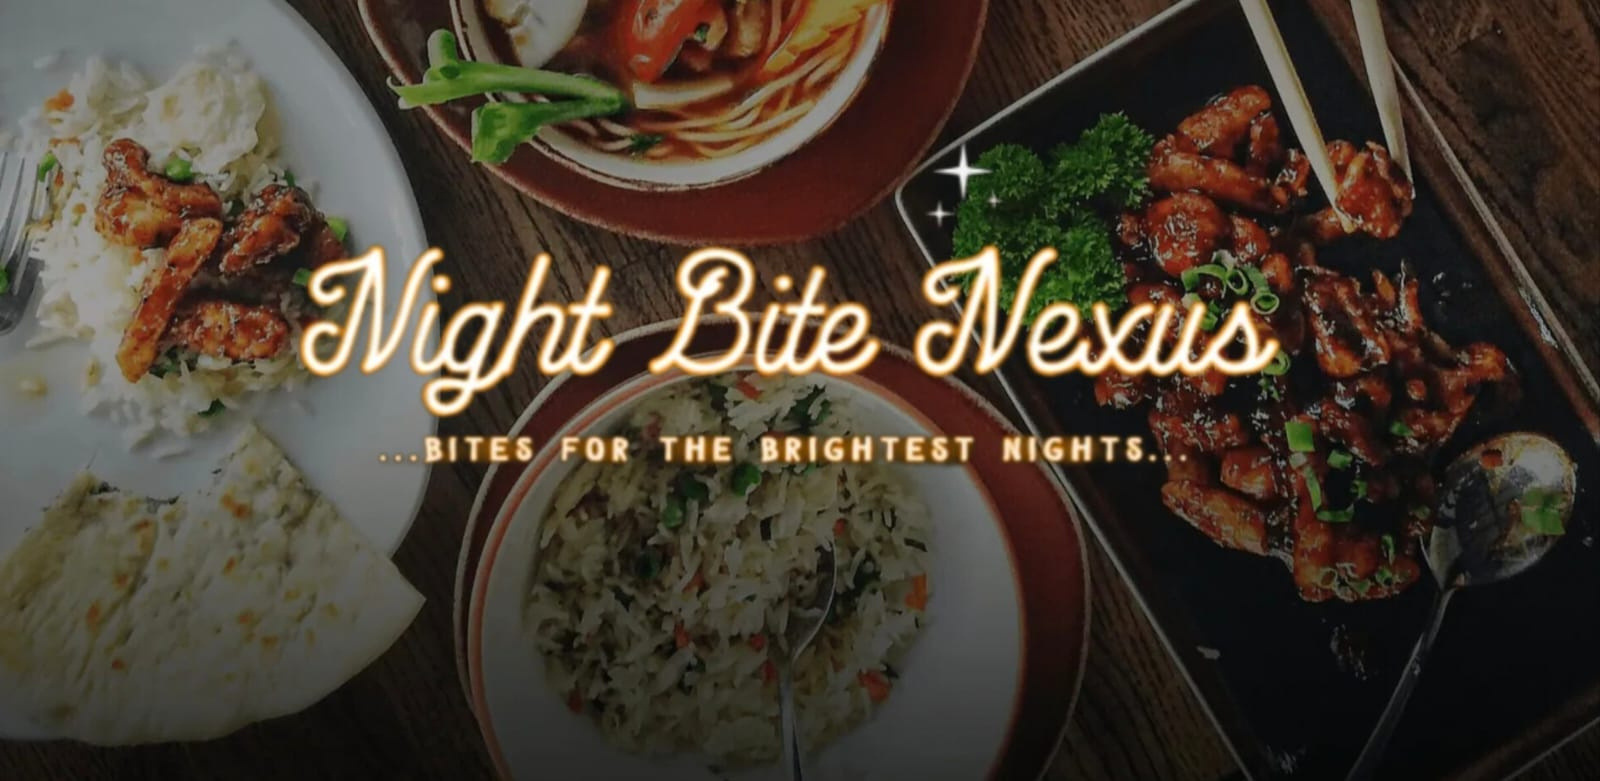 Night Bite Nexus
...BITES FOR THE BRIGHTEST NIGHTS...